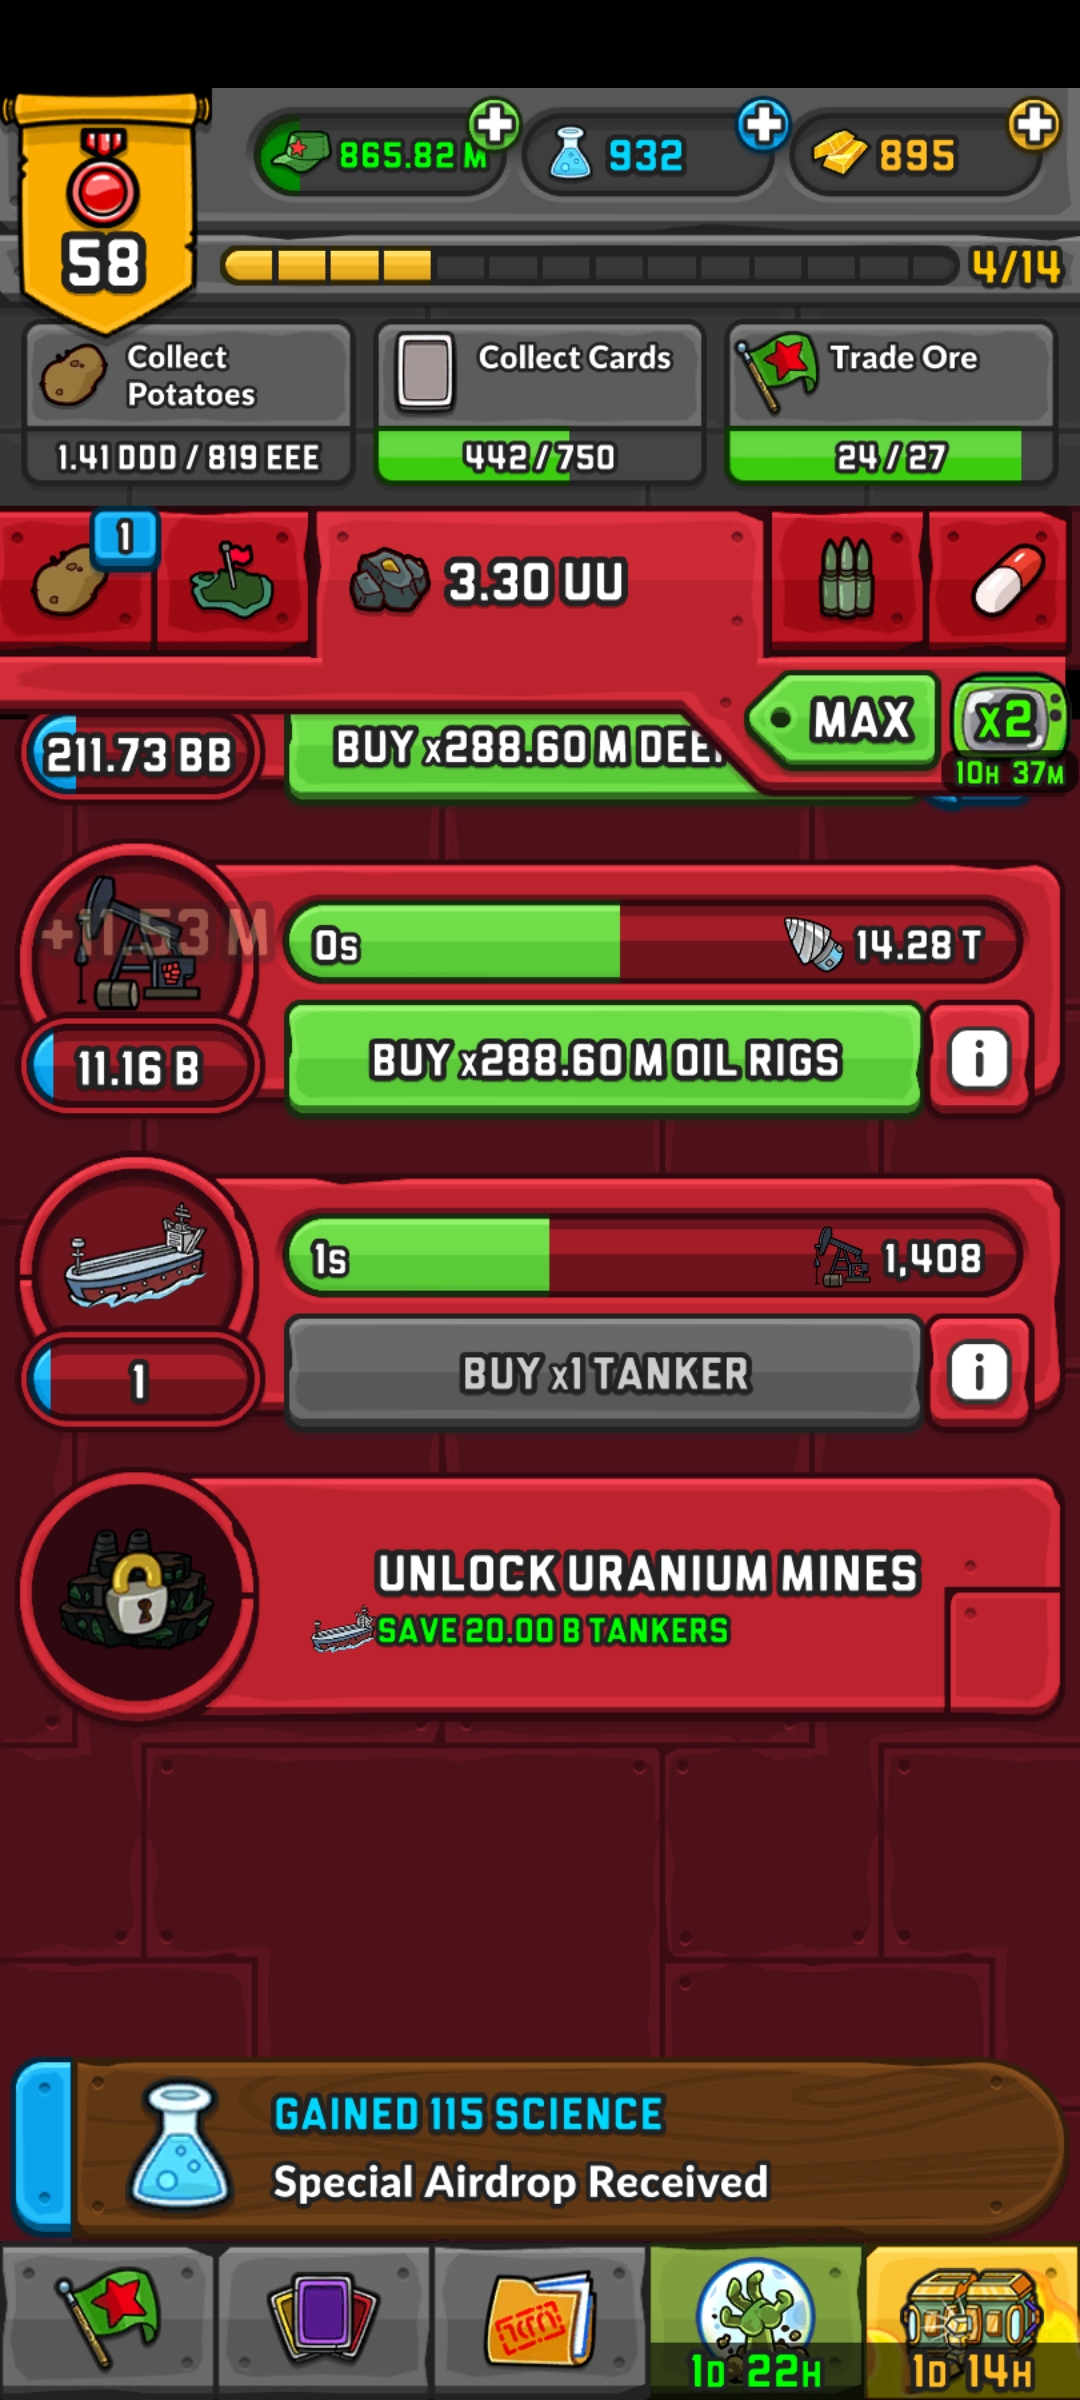 58
865.82 M
932
895
4/14
Collect
Potatoes
1.41 DDD / 819 EEE
Collect Cards
442/750
Trade Ore
24/27
1
3.30 UU
MAX
x2
10H 37M
211.73 BB
BUY x288.60 M
+11.53 M
0s
14.28 T
11.16 B
BUY x288.60 M OIL RIGS
i
1s
1,408
1
BUY x1 TANKER
i
UNLOCK URANIUM MINES
SAVE 20.00 B TANKERS
GAINED 115 SCIENCE
Special Airdrop Received
1D 22H
1D 14H